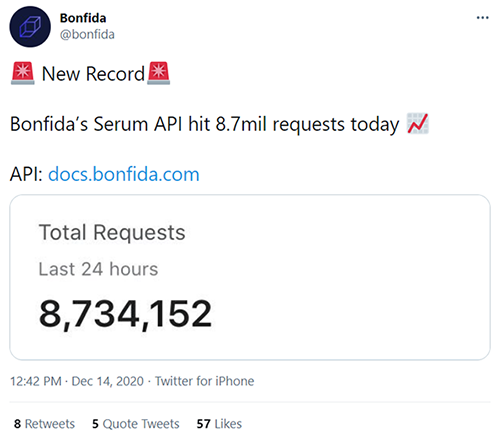 Bonfida
@bonfida
🚨 New Record🚨
Bonfida's Serum API hit 8.7mil requests today 📈
API: docs.bonfida.com
Total Requests
Last 24 hours
8,734,152
12:42 PM · Dec 14, 2020 · Twitter for iPhone
8 Retweets 5 Quote Tweets 57 Likes